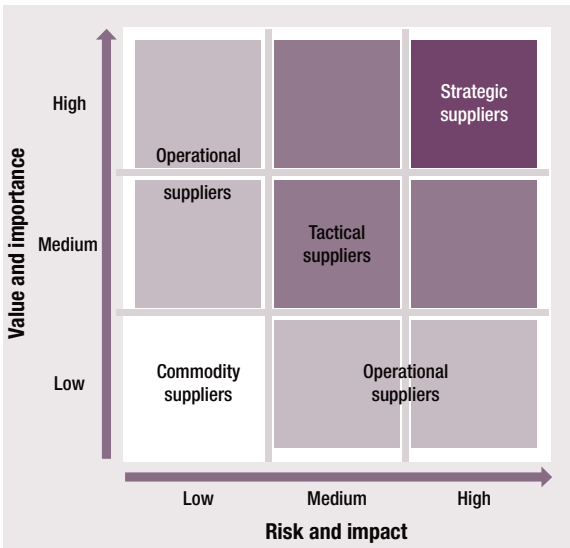 Value and importance
High
Medium
Low
Strategic
suppliers
Operational
suppliers
Tactical
suppliers
Commodity
suppliers
Operational
suppliers
Low
Medium
High
Risk and impact